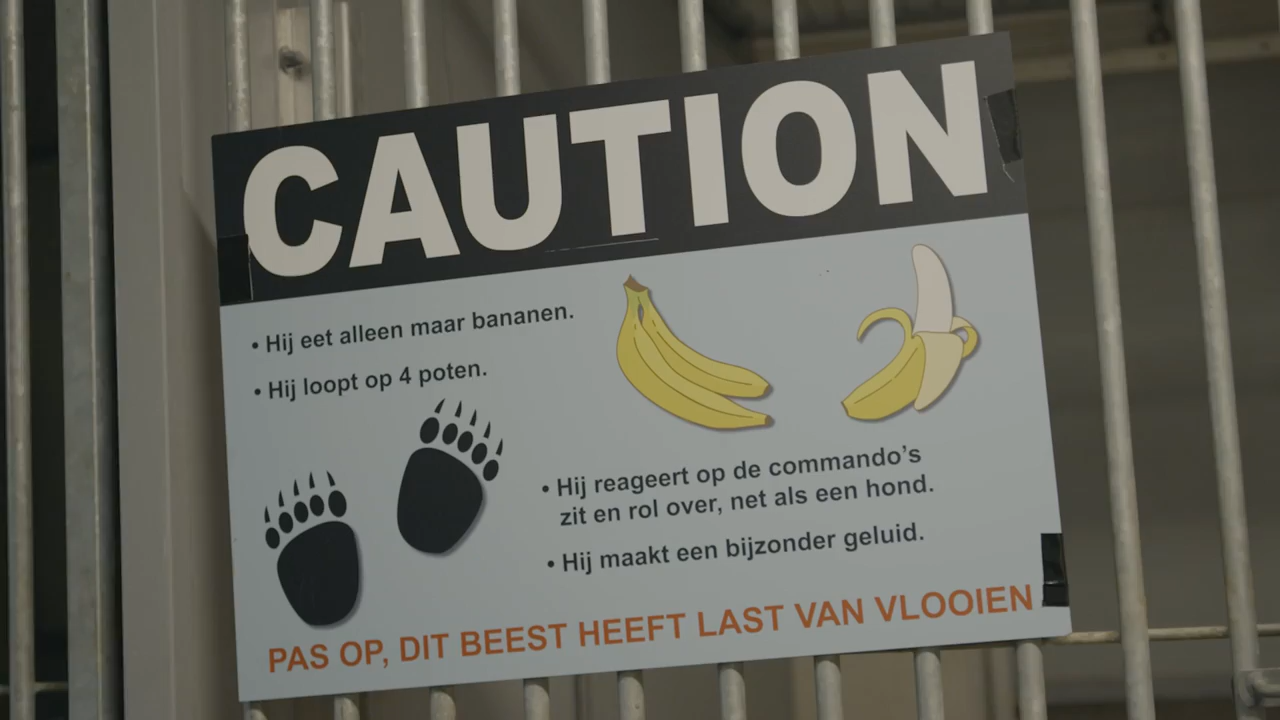 CAUTION
• Hij eet alleen maar bananen.
• Hij loopt op 4 poten.
• Hij reageert op de commando’s
zit en rol over, net als een hond.
• Hij maakt een bijzonder geluid.
PAS OP, DIT BEEST HEEFT LAST VAN VLOOIEN